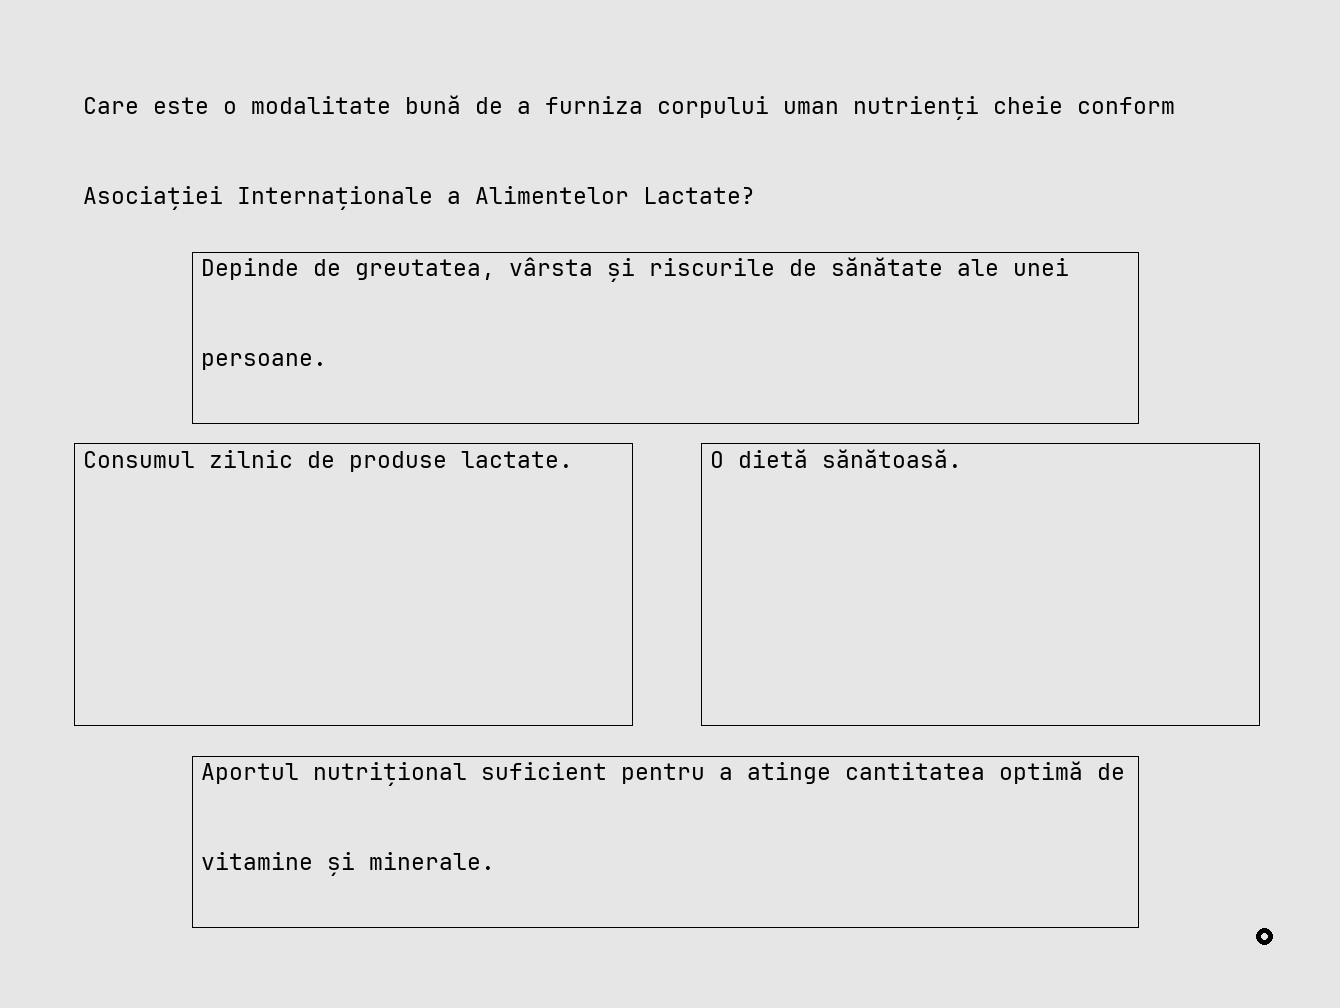 Care este o modalitate bună de a furniza corpului uman nutrienți cheie conform
Asociației Internaționale a Alimentelor Lactate?
Depinde de greutatea, vârsta și riscurile de sănătate ale unei
persoane.
Consumul zilnic de produse lactate.
O dietă sănătoasă.
Aportul nutrițional suficient pentru a atinge cantitatea optimă de
vitamine și minerale.